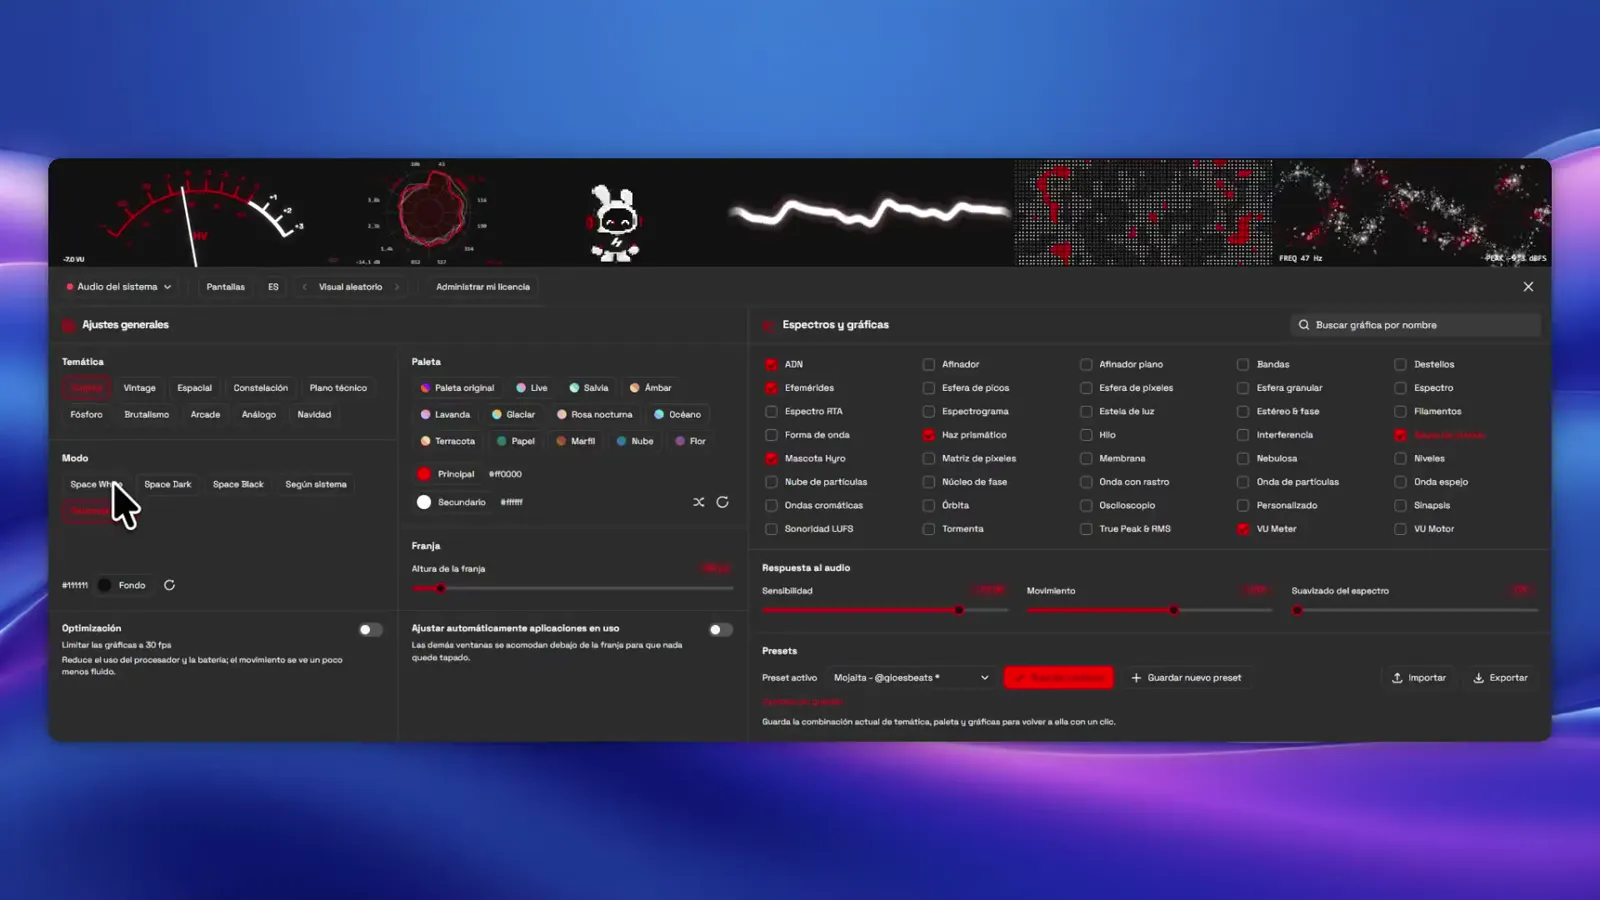 +1
+2
+3
HV
-7.0 VU
FREQ 47 Hz
Audio del sistema
Pantallas
ES
Visual aleatorio
Administrar mi licencia
Ajustes generales
Temática
Vintage
Espacial
Constelación
Plano técnico
Fósforo
Brutalismo
Arcade
Análogo
Navidad
Modo
Space
Space Dark
Space Black
Según sistema
#111111
Fondo
Optimización
Limitar las gráficas a 30 fps
Reduce el uso del procesador y la batería; el movimiento se ve un poco
menos fluido.
Paleta
Paleta original
Live
Salvia
Ámbar
Lavanda
Glaciar
Rosa nocturna
Océano
Terracota
Papel
Marfil
Nube
Flor
Principal
#ff0000
Secundario
#ffffff
Franja
Altura de la franja
Ajustar automáticamente aplicaciones en uso
Las demás ventanas se acomodan debajo de la franja para que nada
quede tapado.
Espectros y gráficas
Buscar gráfica por nombre
ADN
Afinador
Afinador piano
Bandas
Destellos
Efemérides
Esfera de picos
Esfera de píxeles
Esfera granular
Espectro
Espectro RTA
Espectrograma
Estela de luz
Estéreo & fase
Filamentos
Forma de onda
Haz prismático
Hilo
Interferencia
Mascota Hyro
Matriz de píxeles
Membrana
Nebulosa
Niveles
Nube de partículas
Núcleo de fase
Onda con rastro
Onda de partículas
Onda espejo
Ondas cromáticas
Órbita
Osciloscopio
Personalizado
Sinapsis
Sonoridad LUFS
Tormenta
True Peak & RMS
VU Meter
VU Motor
Respuesta al audio
Sensibilidad
Movimiento
Suavizado del espectro
Presets
Preset activo
Mojaita - @gloesbeats *
+ Guardar nuevo preset
Importar
Exportar
Guarda la combinación actual de temática, paleta y gráficas para volver a ella con un clic.